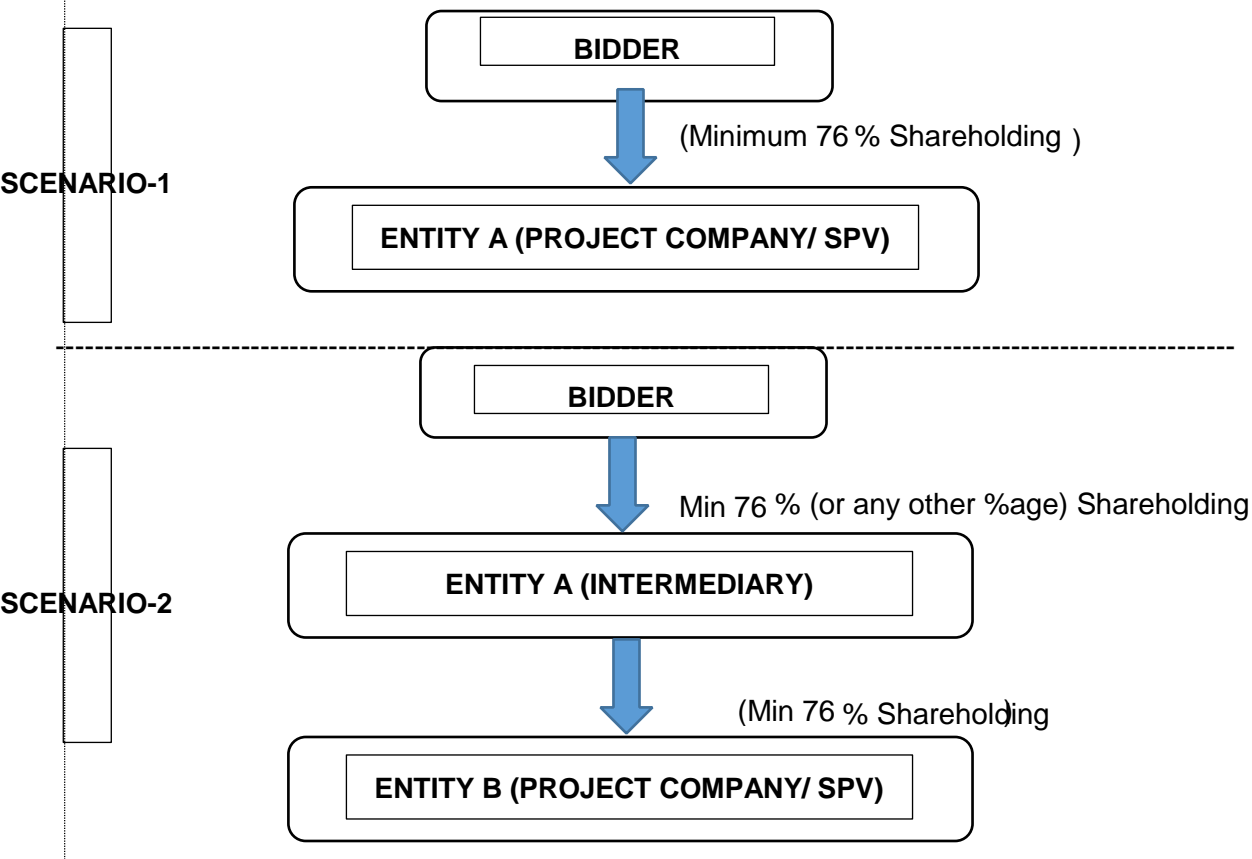 BIDDER
(Minimum 76 % Shareholding )
SCENARIO-1
ENTITY A (PROJECT COMPANY/ SPV)
BIDDER
Min 76 % (or any other %age) Shareholding
ENTITY A (INTERMEDIARY)
SCENARIO-2
(Min 76 % Shareholding)
ENTITY B (PROJECT COMPANY/ SPV)